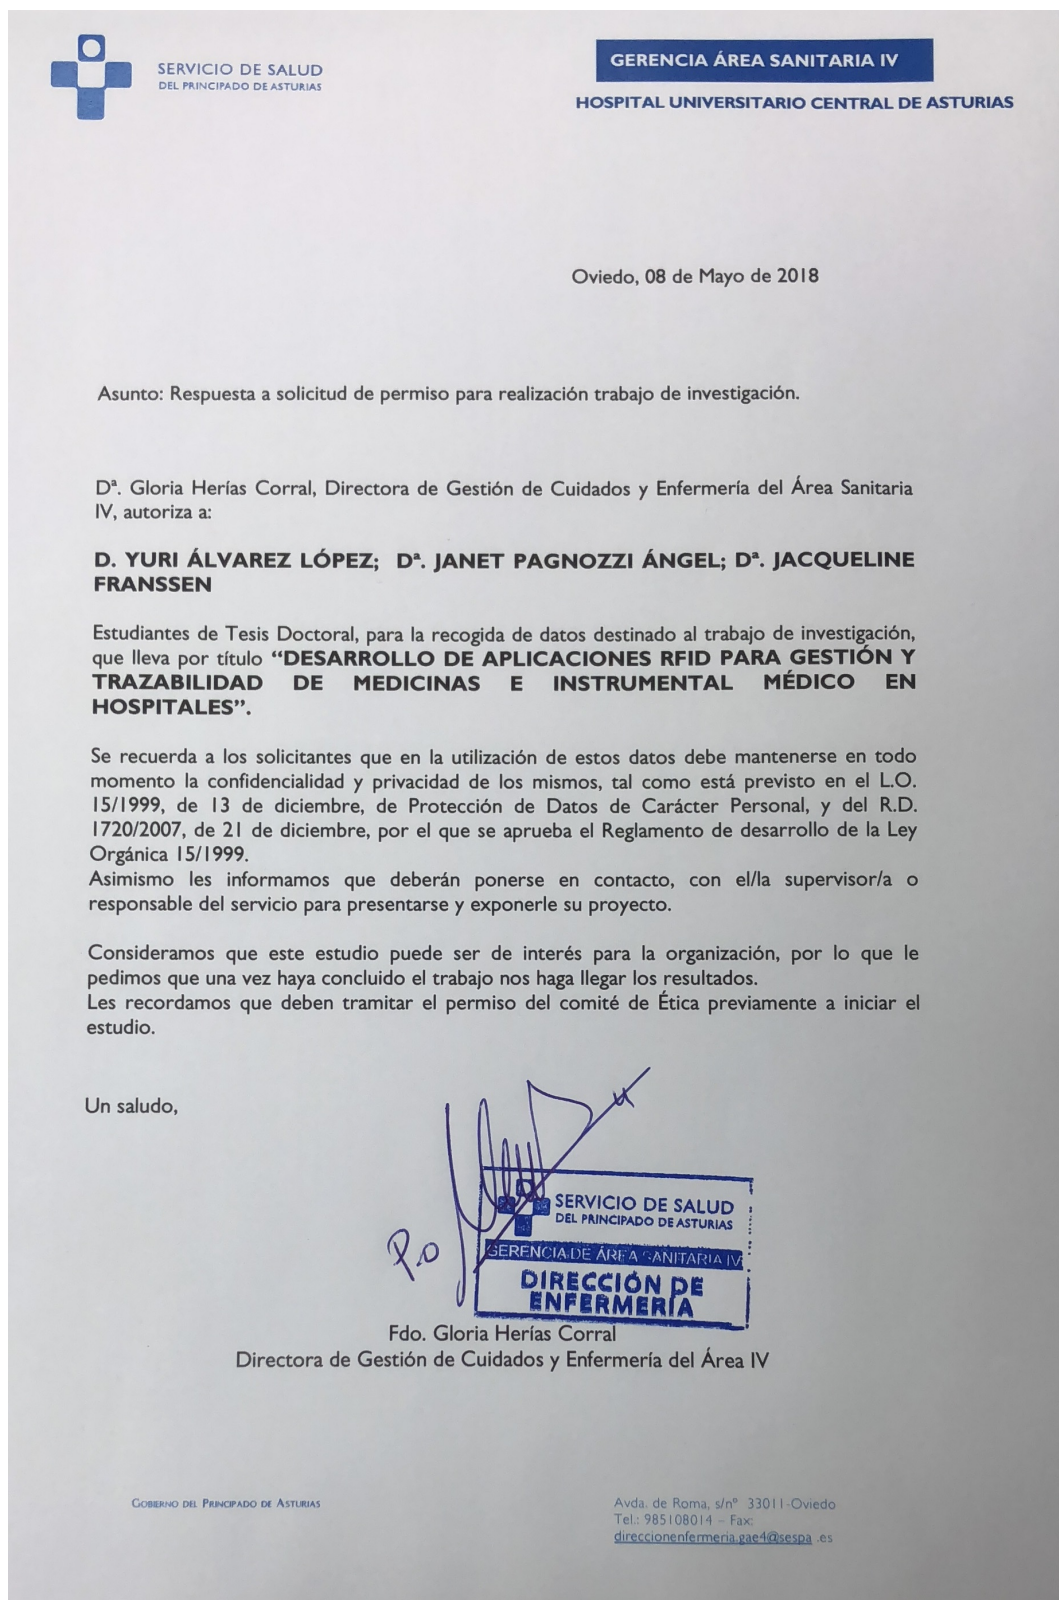 SERVICIO DE SALUD
DEL PRINCIPADO DE ASTURIAS
GERENCIA ÁREA SANITARIA IV
HOSPITAL UNIVERSITARIO CENTRAL DE ASTURIAS
Oviedo, 08 de Mayo de 2018
Asunto: Respuesta a solicitud de permiso para realización trabajo de investigación.
Dª. Gloria Herías Corral, Directora de Gestión de Cuidados y Enfermería del Área Sanitaria
IV, autoriza a:
D. YURI ÁLVAREZ LÓPEZ; Dª. JANET PAGNOZZI ÁNGEL; Dª. JACQUELINE
FRANSSEN
Estudiantes de Tesis Doctoral, para la recogida de datos destinado al trabajo de investigación,
que lleva por título “DESARROLLO DE APLICACIONES RFID PARA GESTIÓN Y
TRAZABILIDAD DE MEDICINAS E INSTRUMENTAL MÉDICO EN
HOSPITALES”.
Se recuerda a los solicitantes que en la utilización de estos datos debe mantenerse en todo
momento la confidencialidad y privacidad de los mismos, tal como está previsto en el L.O.
15/1999, de 13 de diciembre, de Protección de Datos de Carácter Personal, y del R.D.
1720/2007, de 21 de diciembre, por el que se aprueba el Reglamento de desarrollo de la Ley
Orgánica 15/1999.
Asimismo les informamos que deberán ponerse en contacto, con el/la supervisor/a o
responsable del servicio para presentarse y exponerle su proyecto.
Consideramos que este estudio puede ser de interés para la organización, por lo que le
pedimos que una vez haya concluido el trabajo nos haga llegar los resultados.
Les recordamos que deben tramitar el permiso del comité de Ética previamente a iniciar el
estudio.
Un saludo,
P.O
SERVICIO DE SALUD
DEL PRINCIPADO DE ASTURIAS
GERENCIA DE ÁREA SANITARIA IV
DIRECCIÓN DE
ENFERMERÍA
Fdo. Gloria Herías Corral
Directora de Gestión de Cuidados y Enfermería del Área IV
GOBIERNO DEL PRINCIPADO DE ASTURIAS
Avda. de Roma, s/nº 33011-Oviedo
Tel.: 985108014 – Fax:
direccionenfermeria.gae4@sespa .es